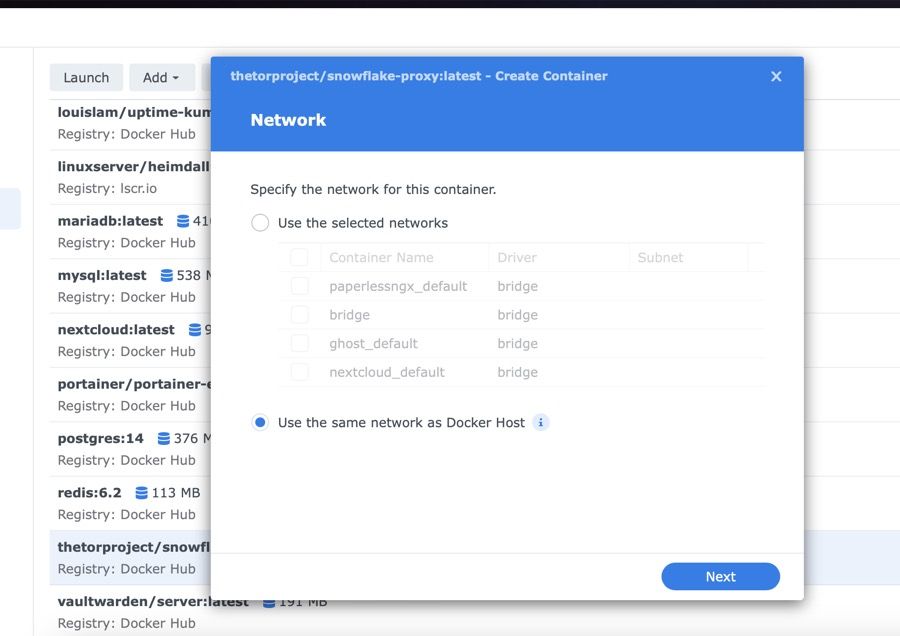 Launch
Add
louislam/uptime-kum
Registry: Docker Hub
linuxserver/heimdall
Registry: lscr.io
mariadb:latest 41
Registry: Docker Hub
mysql:latest 538 M
Registry: Docker Hub
nextcloud:latest 9
Registry: Docker Hub
portainer/portainer-e
Registry: Docker Hub
postgres:14 376 M
Registry: Docker Hub
redis:6.2 113 MB
Registry: Docker Hub
thetorproject/snowfl
Registry: Docker Hub
vaultwarden/server:latest 191 MB
Registry: Docker Hub
thetorproject/snowflake-proxy:latest - Create Container
Network
Specify the network for this container.
Use the selected networks
Container Name Driver Subnet
paperlessngx_default bridge
bridge bridge
ghost_default bridge
nextcloud_default bridge
Use the same network as Docker Host i
Next